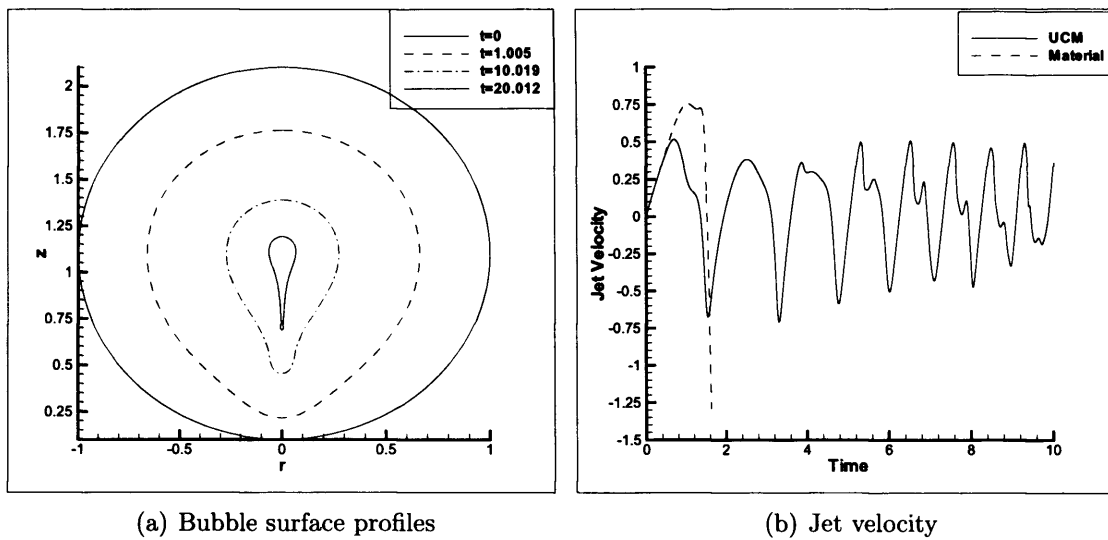 t=0
t=1.005
t=10.019
t=20.012
2
1.75
1.5
1.25
1
0.75
0.5
0.25
z
-1 -0.5 0 0.5 1
r
(a) Bubble surface profiles
UCM
Material
1
0.75
0.5
0.25
0
-0.25
-0.5
-0.75
-1
-1.25
-1.5
Jet Velocity
0 2 4 6 8 10
Time
(b) Jet velocity